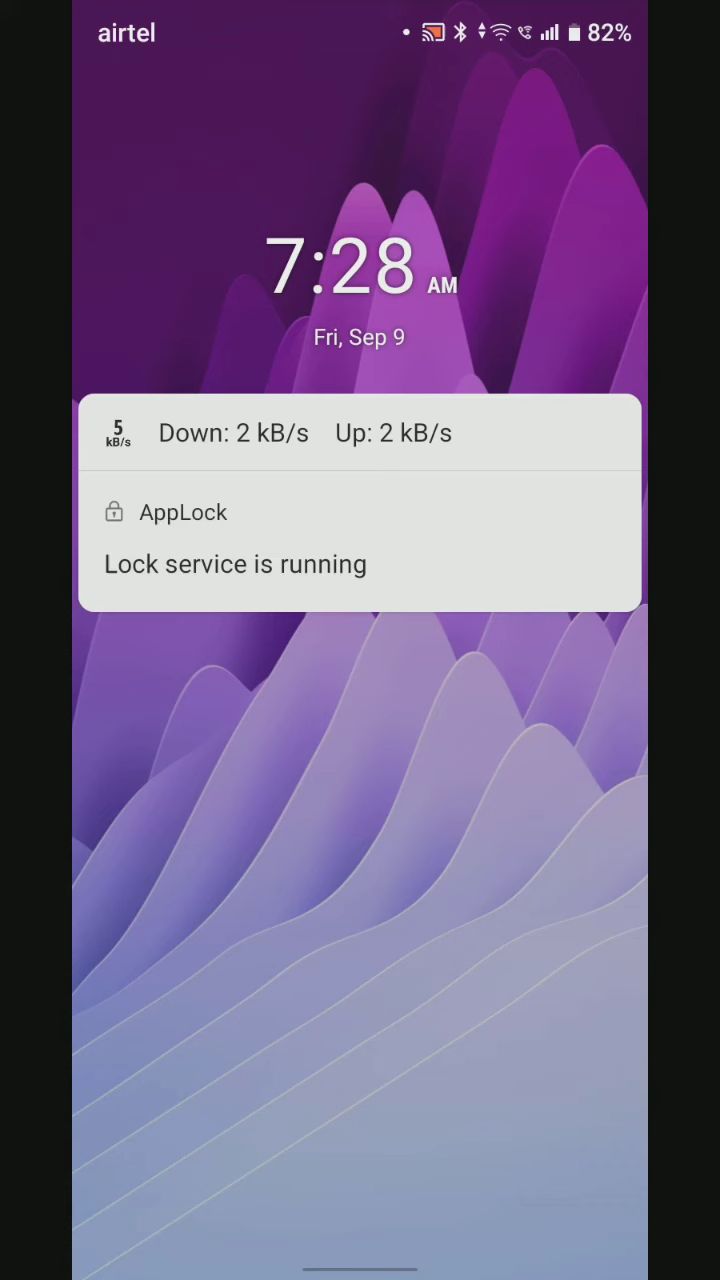 airtel 82%
7:28 AM
Fri, Sep 9
5 kB/s Down: 2 kB/s Up: 2 kB/s
AppLock
Lock service is running